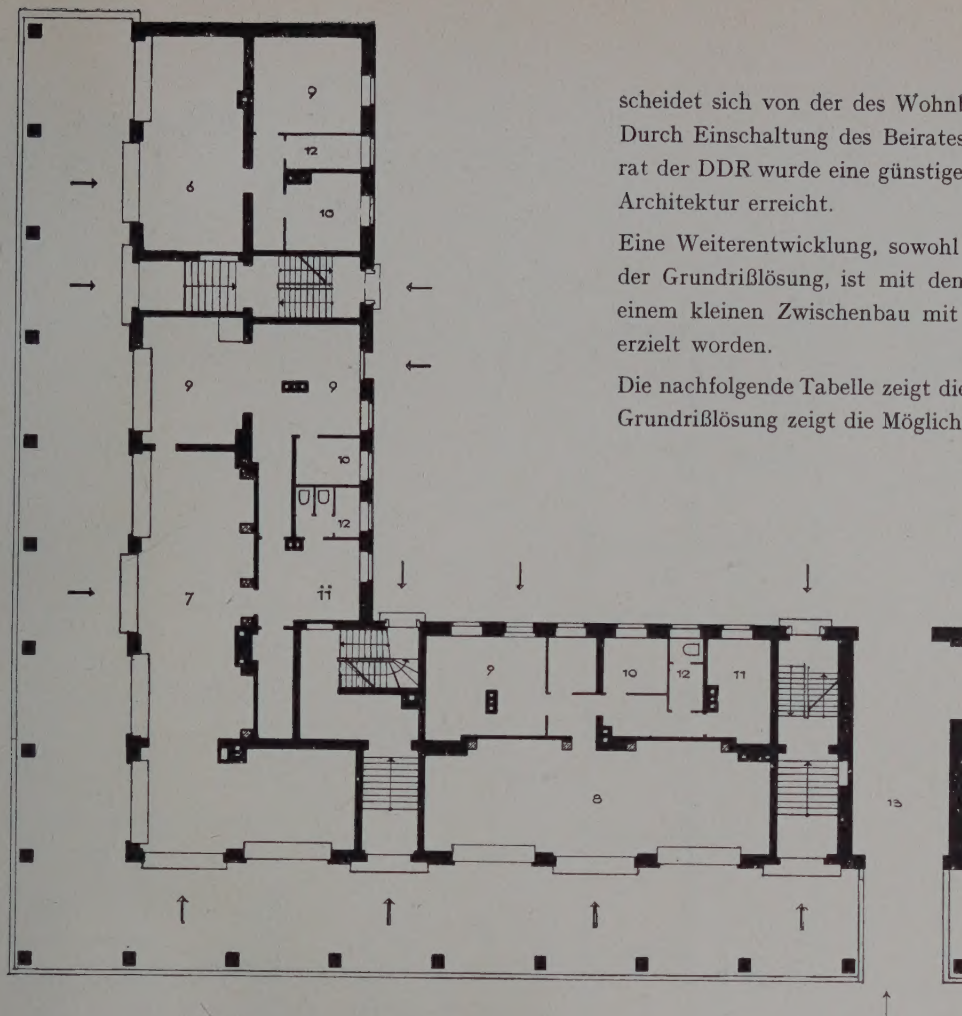 scheidet sich von der des
Durch Einschaltung des Beirates
rat der DDR wurde eine günstige
Architektur erreicht.
Eine Weiterentwicklung, sowohl
der Grundrißlösung, ist mit den
einem kleinen Zwischenbau mit
erzielt worden.
Die nachfolgende Tabelle zeigt die
Grundrißlösung zeigt die
9
12
6
10
9
9
10
12
7
11
9
10
12
11
8
13